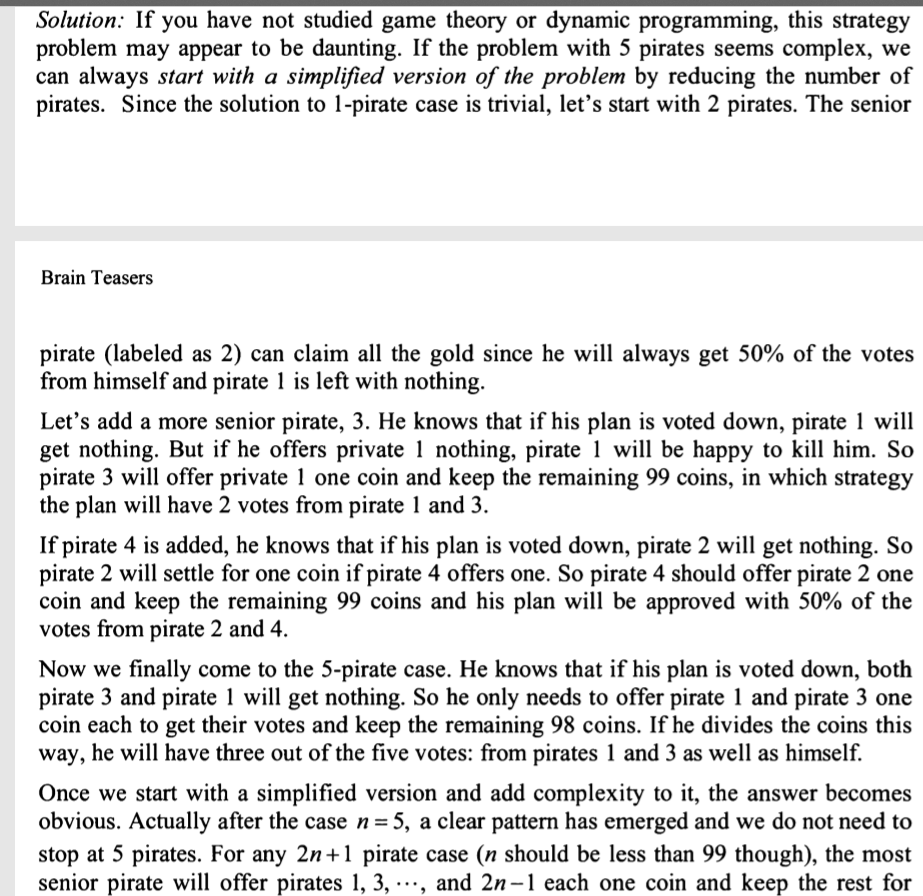 Solution: If you have not studied game theory or dynamic programming, this strategy
problem may appear to be daunting. If the problem with 5 pirates seems complex, we
can always start with a simplified version of the problem by reducing the number of
pirates. Since the solution to 1-pirate case is trivial, let's start with 2 pirates. The senior
Brain Teasers
pirate (labeled as 2) can claim all the gold since he will always get 50% of the votes
from himself and pirate 1 is left with nothing.
Let's add a more senior pirate, 3. He knows that if his plan is voted down, pirate 1 will
get nothing. But if he offers private 1 nothing, pirate 1 will be happy to kill him. So
pirate 3 will offer private 1 one coin and keep the remaining 99 coins, in which strategy
the plan will have 2 votes from pirate 1 and 3.
If pirate 4 is added, he knows that if his plan is voted down, pirate 2 will get nothing. So
pirate 2 will settle for one coin if pirate 4 offers one. So pirate 4 should offer pirate 2 one
coin and keep the remaining 99 coins and his plan will be approved with 50% of the
votes from pirate 2 and 4.
Now we finally come to the 5-pirate case. He knows that if his plan is voted down, both
pirate 3 and pirate 1 will get nothing. So he only needs to offer pirate 1 and pirate 3 one
coin each to get their votes and keep the remaining 98 coins. If he divides the coins this
way, he will have three out of the five votes: from pirates 1 and 3 as well as himself.
Once we start with a simplified version and add complexity to it, the answer becomes
obvious. Actually after the case n = 5, a clear pattern has emerged and we do not need to
stop at 5 pirates. For any 2n+1 pirate case (n should be less than 99 though), the most
senior pirate will offer pirates 1, 3, ⋯, and 2n−1 each one coin and keep the rest for